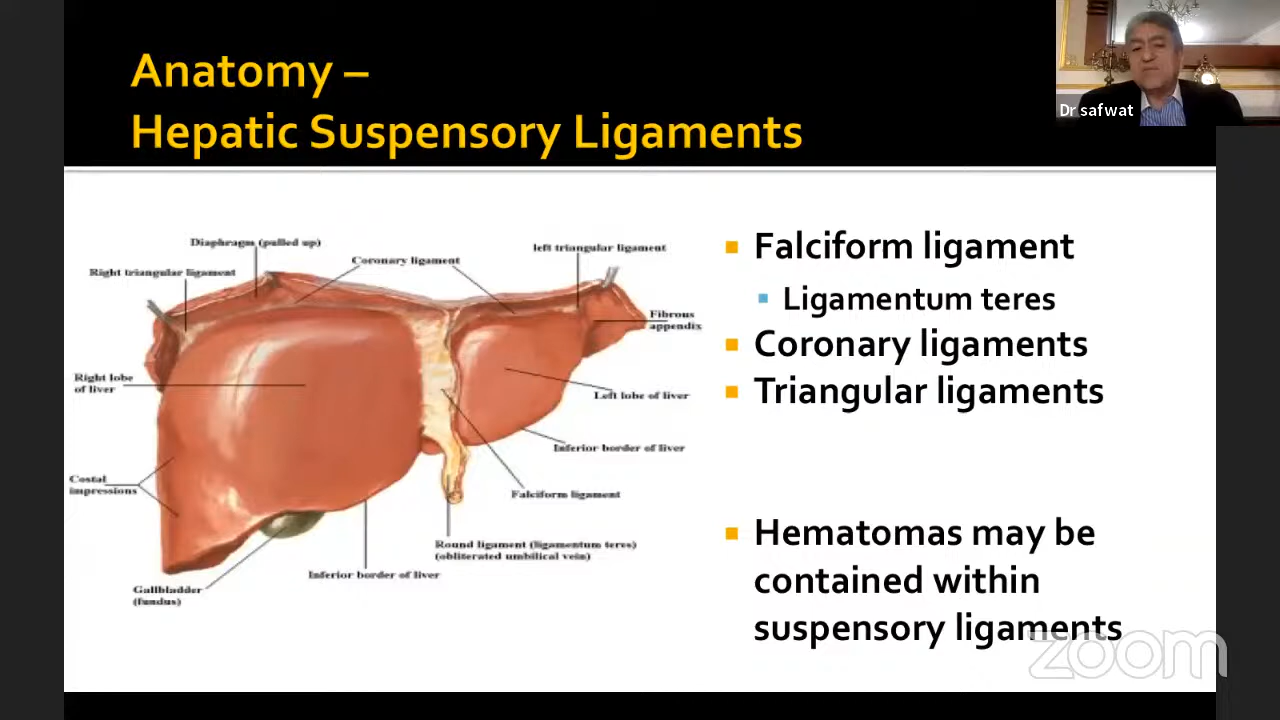 Anatomy –
Hepatic Suspensory Ligaments
Dr safwat
Diaphragm (pulled up)
Right triangular ligament
Coronary ligament
left triangular ligament
Fibrous
appendix
Right lobe
of liver
Left lobe of liver
Inferior border of liver
Costal
impressions
Falciform ligament
Round ligament (ligamentum teres)
(obliterated umbilical vein)
Inferior border of liver
Gallbladder
(fundus)
Falciform ligament
Ligamentum teres
Coronary ligaments
Triangular ligaments
Hematomas may be
contained within
suspensory ligaments
zoom